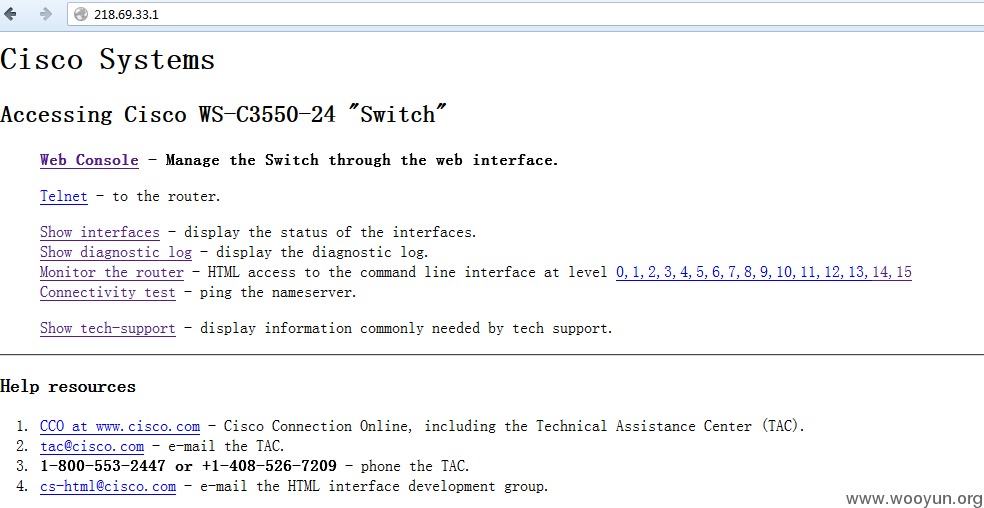 218.69.33.1
Cisco Systems
Accessing Cisco WS-C3550-24 "Switch"
Web Console - Manage the Switch through the web interface.
Telnet - to the router.
Show interfaces - display the status of the interfaces.
Show diagnostic log - display the diagnostic log.
Monitor the router - HTML access to the command line interface at level 0,1,2,3,4,5,6,7,8,9,10,11,12,13,14,15
Connectivity test - ping the nameserver.
Show tech-support - display information commonly needed by tech support.
Help resources
1. CCO at www.cisco.com - Cisco Connection Online, including the Technical Assistance Center (TAC).
2. tac@cisco.com - e-mail the TAC.
3. 1-800-553-2447 or +1-408-526-7209 - phone the TAC.
4. cs-html@cisco.com - e-mail the HTML interface development group.
www.wooyun.org